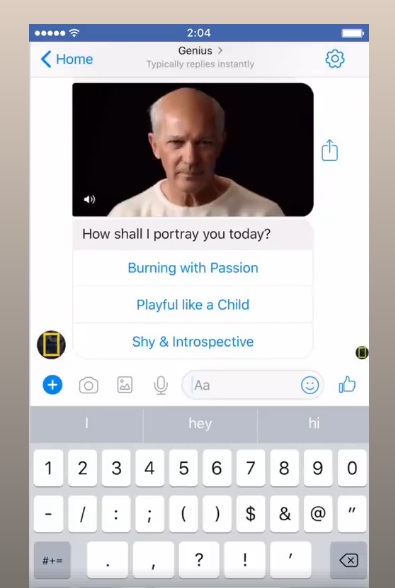 2:04
Home
Genius >
Typically replies instantly
How shall I portray you today?
Burning with Passion
Playful like a Child
Shy & Introspective
Aa
I
hey
hi
1 2 3 4 5 6 7 8 9 0
- / : ; ( ) $ & @ "
#+= . , ? ! '